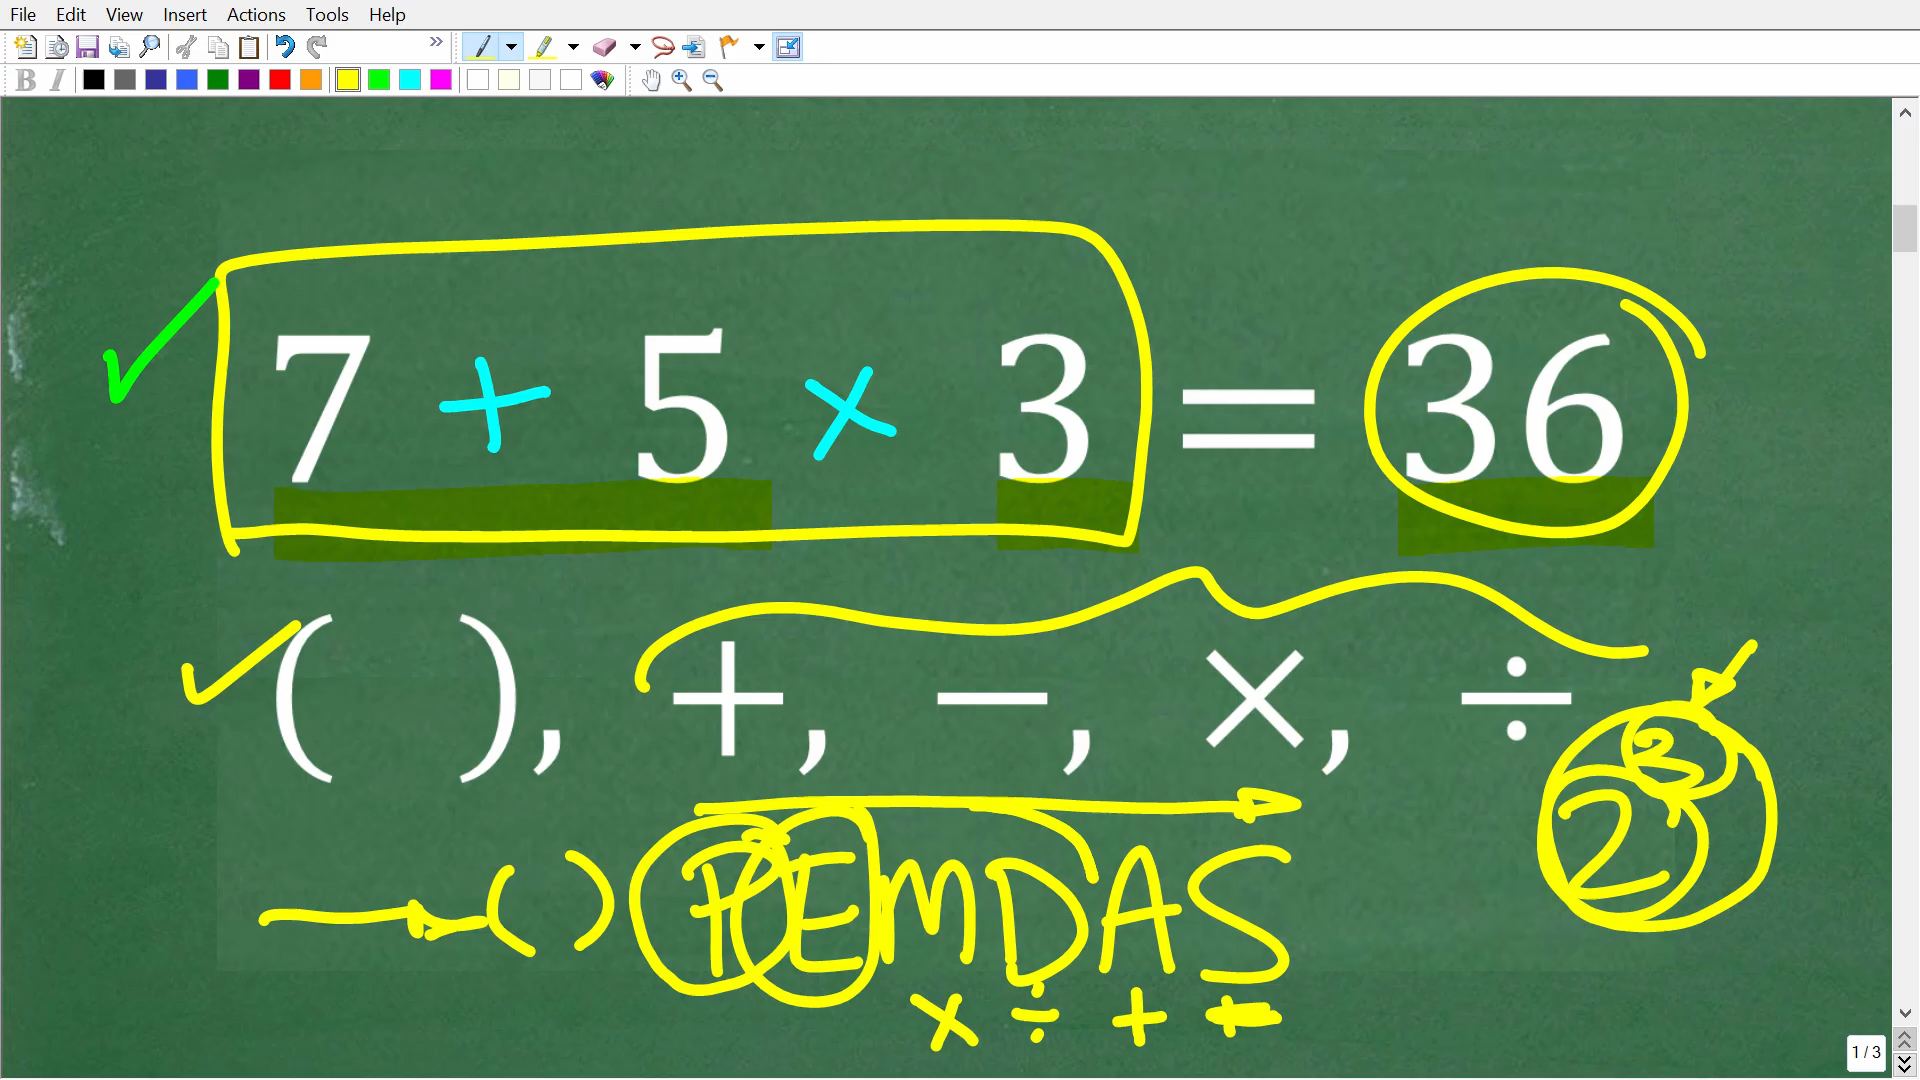 File Edit View Insert Actions Tools Help
B I
7 + 5 × 3 = 36
( ), +, −, ×, ÷
2³
( ) PEMDAS
× ÷ + −
1 / 3